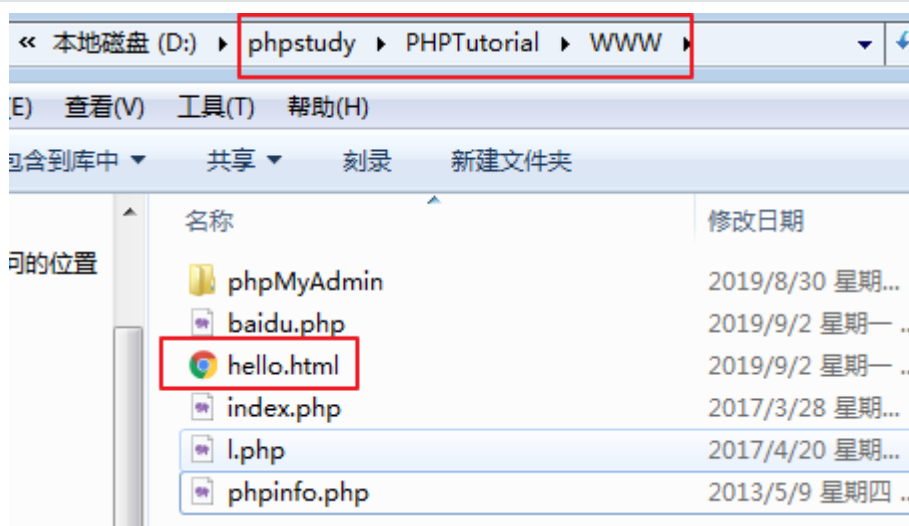 « 本地磁盘 (D:) phpstudy PHPTutorial WWW
(E) 查看(V) 工具(T) 帮助(H)
包含到库中 共享 刻录 新建文件夹
名称 修改日期
问的位置
phpMyAdmin 2019/8/30 星期...
baidu.php 2019/9/2 星期一 ..
hello.html 2019/9/2 星期一 ..
index.php 2017/3/28 星期...
l.php 2017/4/20 星期...
phpinfo.php 2013/5/9 星期四 ..